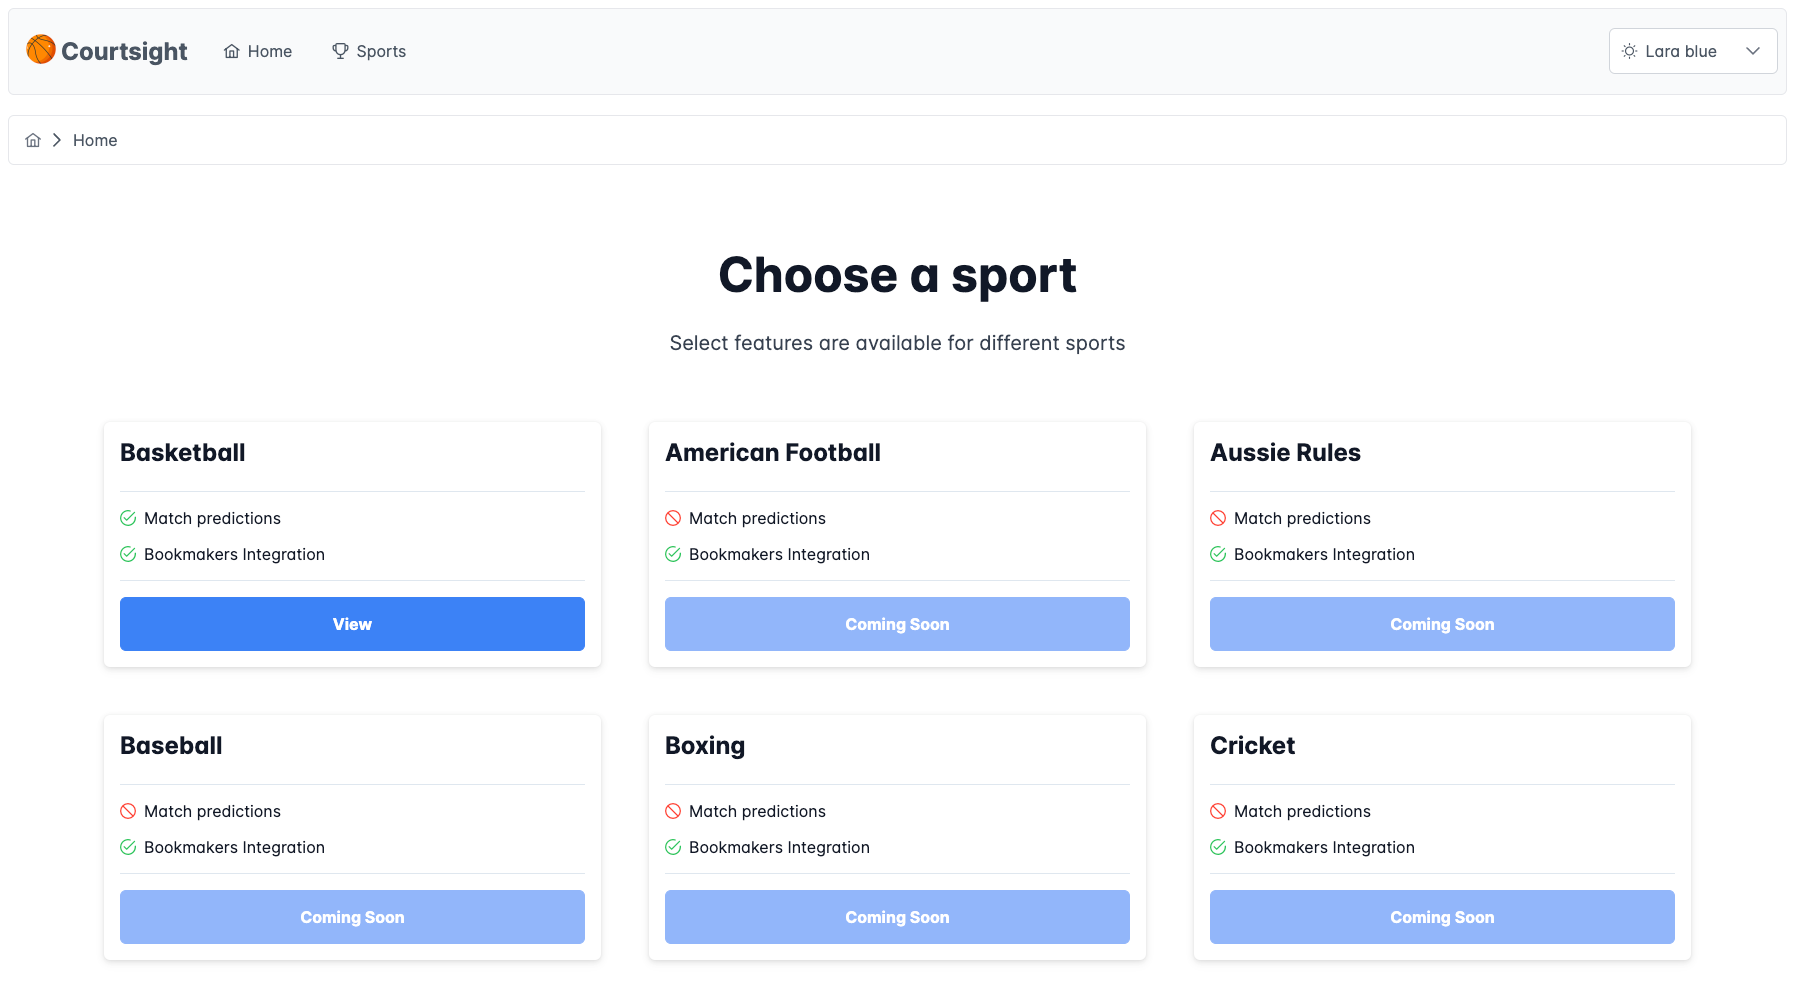 Courtsight
Home
Sports
Lara blue
Home
Choose a sport
Select features are available for different sports
Basketball
Match predictions
Bookmakers Integration
View
American Football
Match predictions
Bookmakers Integration
Coming Soon
Aussie Rules
Match predictions
Bookmakers Integration
Coming Soon
Baseball
Match predictions
Bookmakers Integration
Coming Soon
Boxing
Match predictions
Bookmakers Integration
Coming Soon
Cricket
Match predictions
Bookmakers Integration
Coming Soon